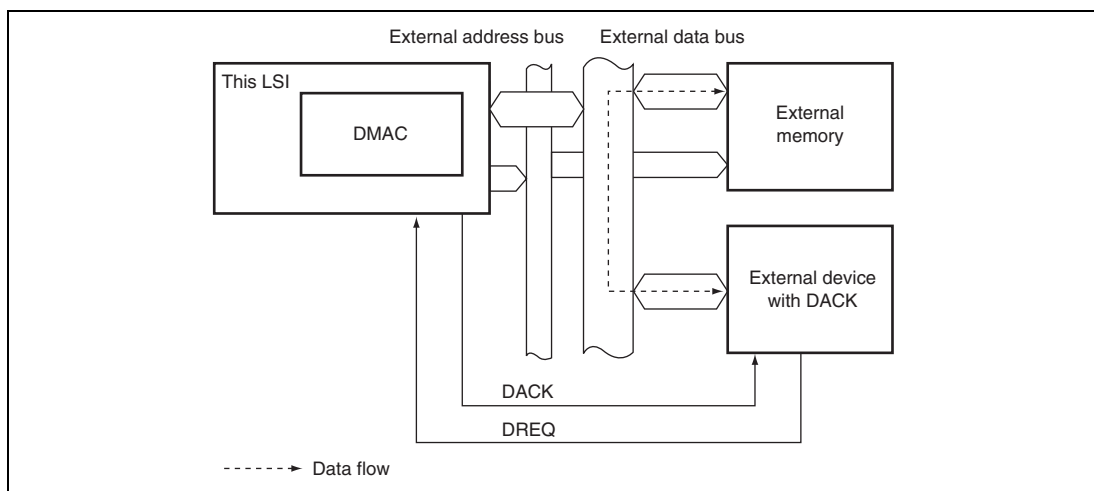 External address bus
External data bus
This LSI
DMAC
External
memory
External device
with DACK
DACK
DREQ
Data flow